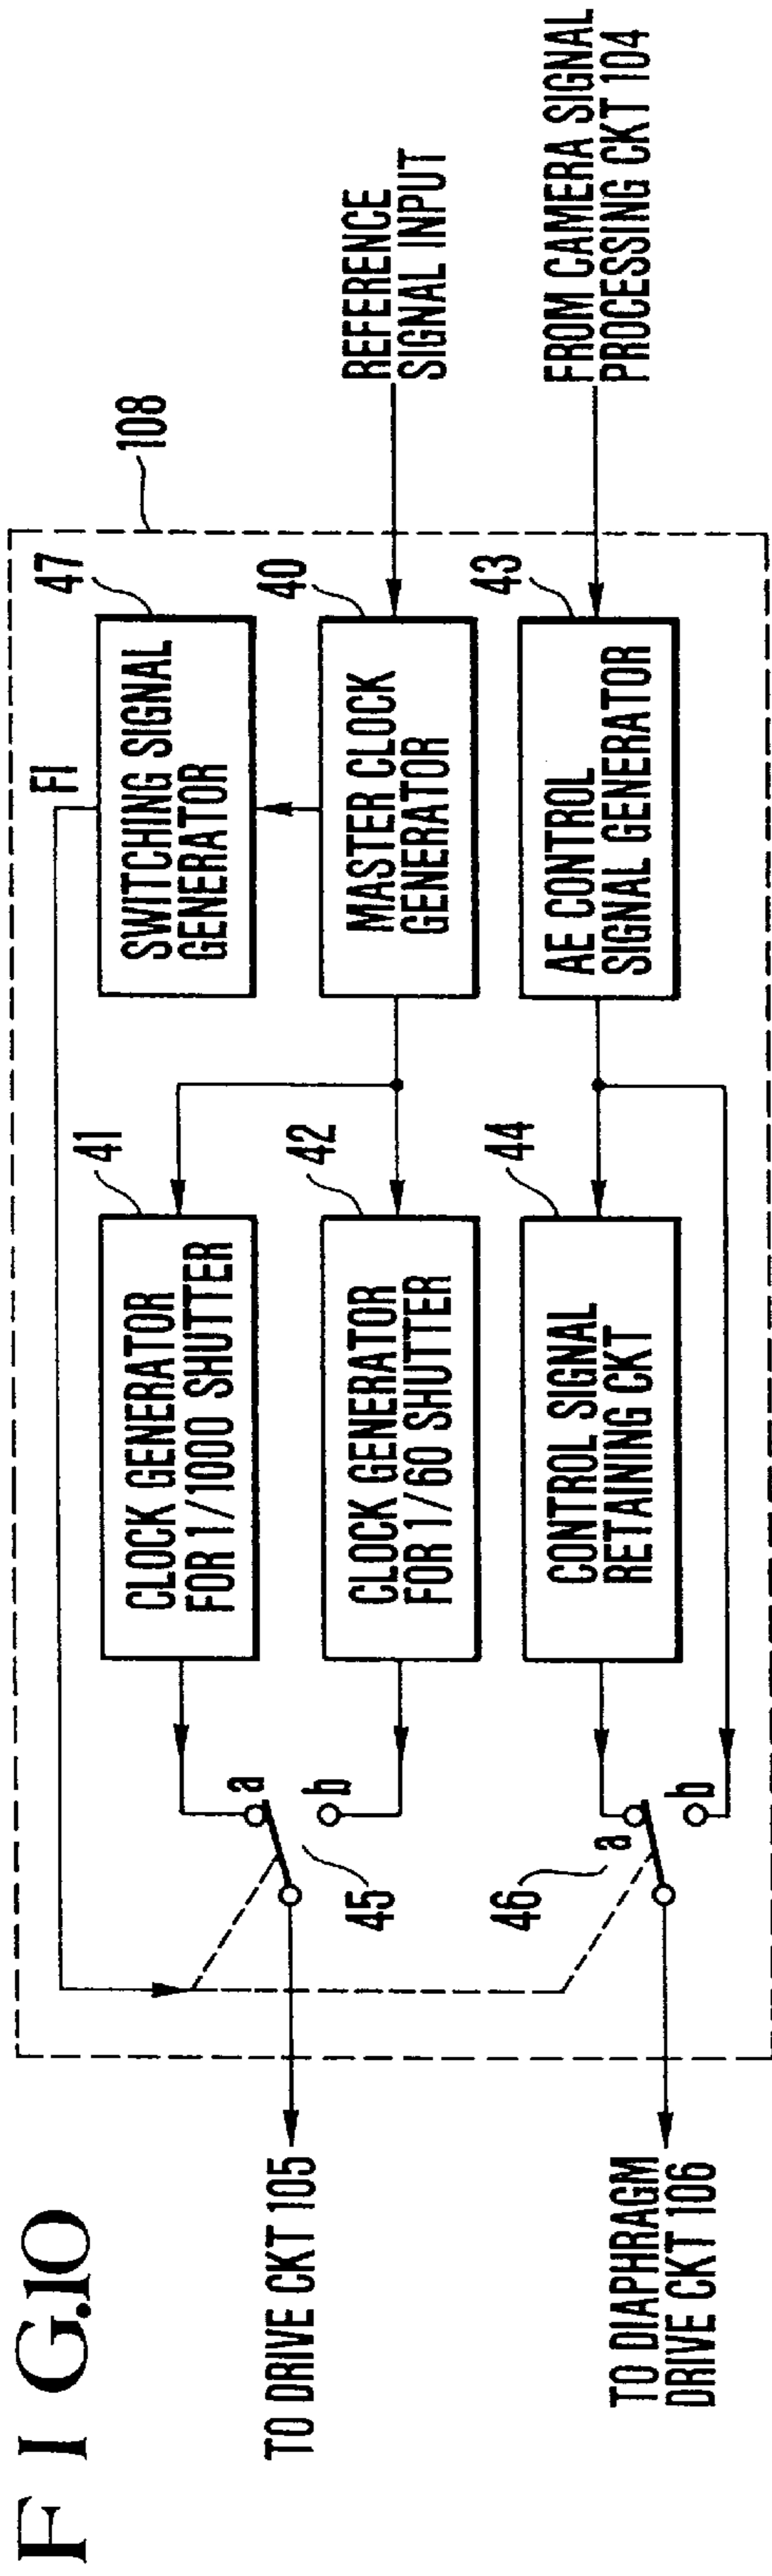 FIG.10
108
FI
41
CLOCK GENERATOR
FOR 1/1000 SHUTTER
47
SWITCHING SIGNAL
GENERATOR
a
b
45
TO DRIVE CKT 105
42
CLOCK GENERATOR
FOR 1/60 SHUTTER
40
MASTER CLOCK
GENERATOR
REFERENCE
SIGNAL INPUT
46
a
b
TO DIAPHRAGM
DRIVE CKT 106
44
CONTROL SIGNAL
RETAINING CKT
43
AE CONTROL
SIGNAL GENERATOR
FROM CAMERA SIGNAL
PROCESSING CKT 104